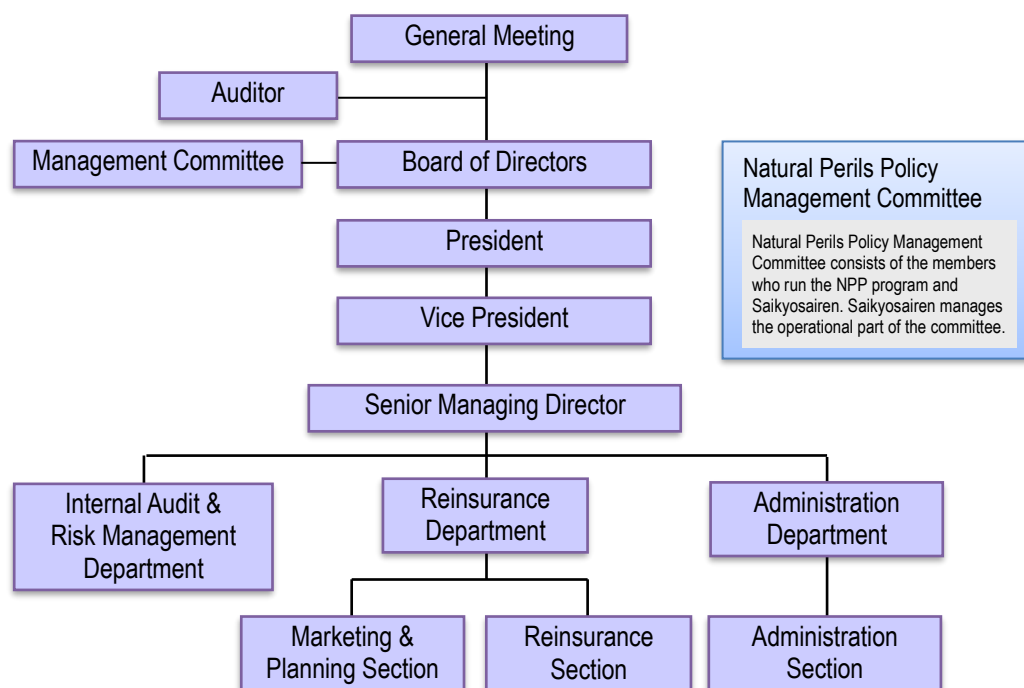 General Meeting
Auditor
Management Committee
Board of Directors
President
Vice President
Senior Managing Director
Internal Audit &
Risk Management
Department
Reinsurance
Department
Administration
Department
Marketing &
Planning Section
Reinsurance
Section
Administration
Section
Natural Perils Policy
Management Committee
Natural Perils Policy Management
Committee consists of the members
who run the NPP program and
Saikyosairen. Saikyosairen manages
the operational part of the committee.